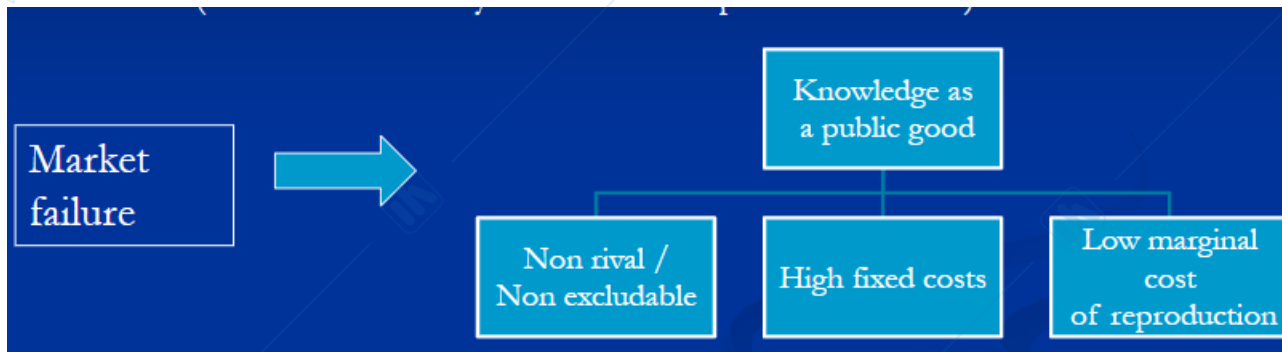 Knowledge as
a public good
Market
failure
Non rival /
Non excludable
High fixed costs
Low marginal
cost
of reproduction